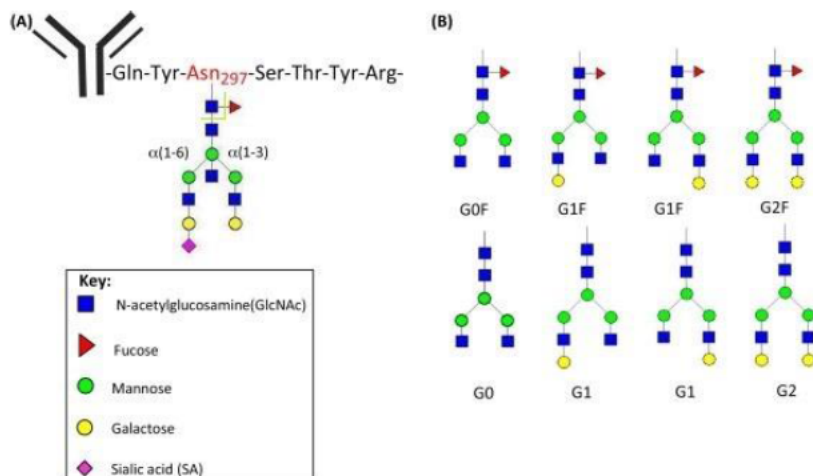 (A)
-Gln-Tyr-Asn297-Ser-Thr-Tyr-Arg-
α(1-6) α(1-3)
Key:
N-acetylglucosamine(GlcNAc)
Fucose
Mannose
Galactose
Sialic acid (SA)
(B)
G0F G1F G1F G2F
G0 G1 G1 G2